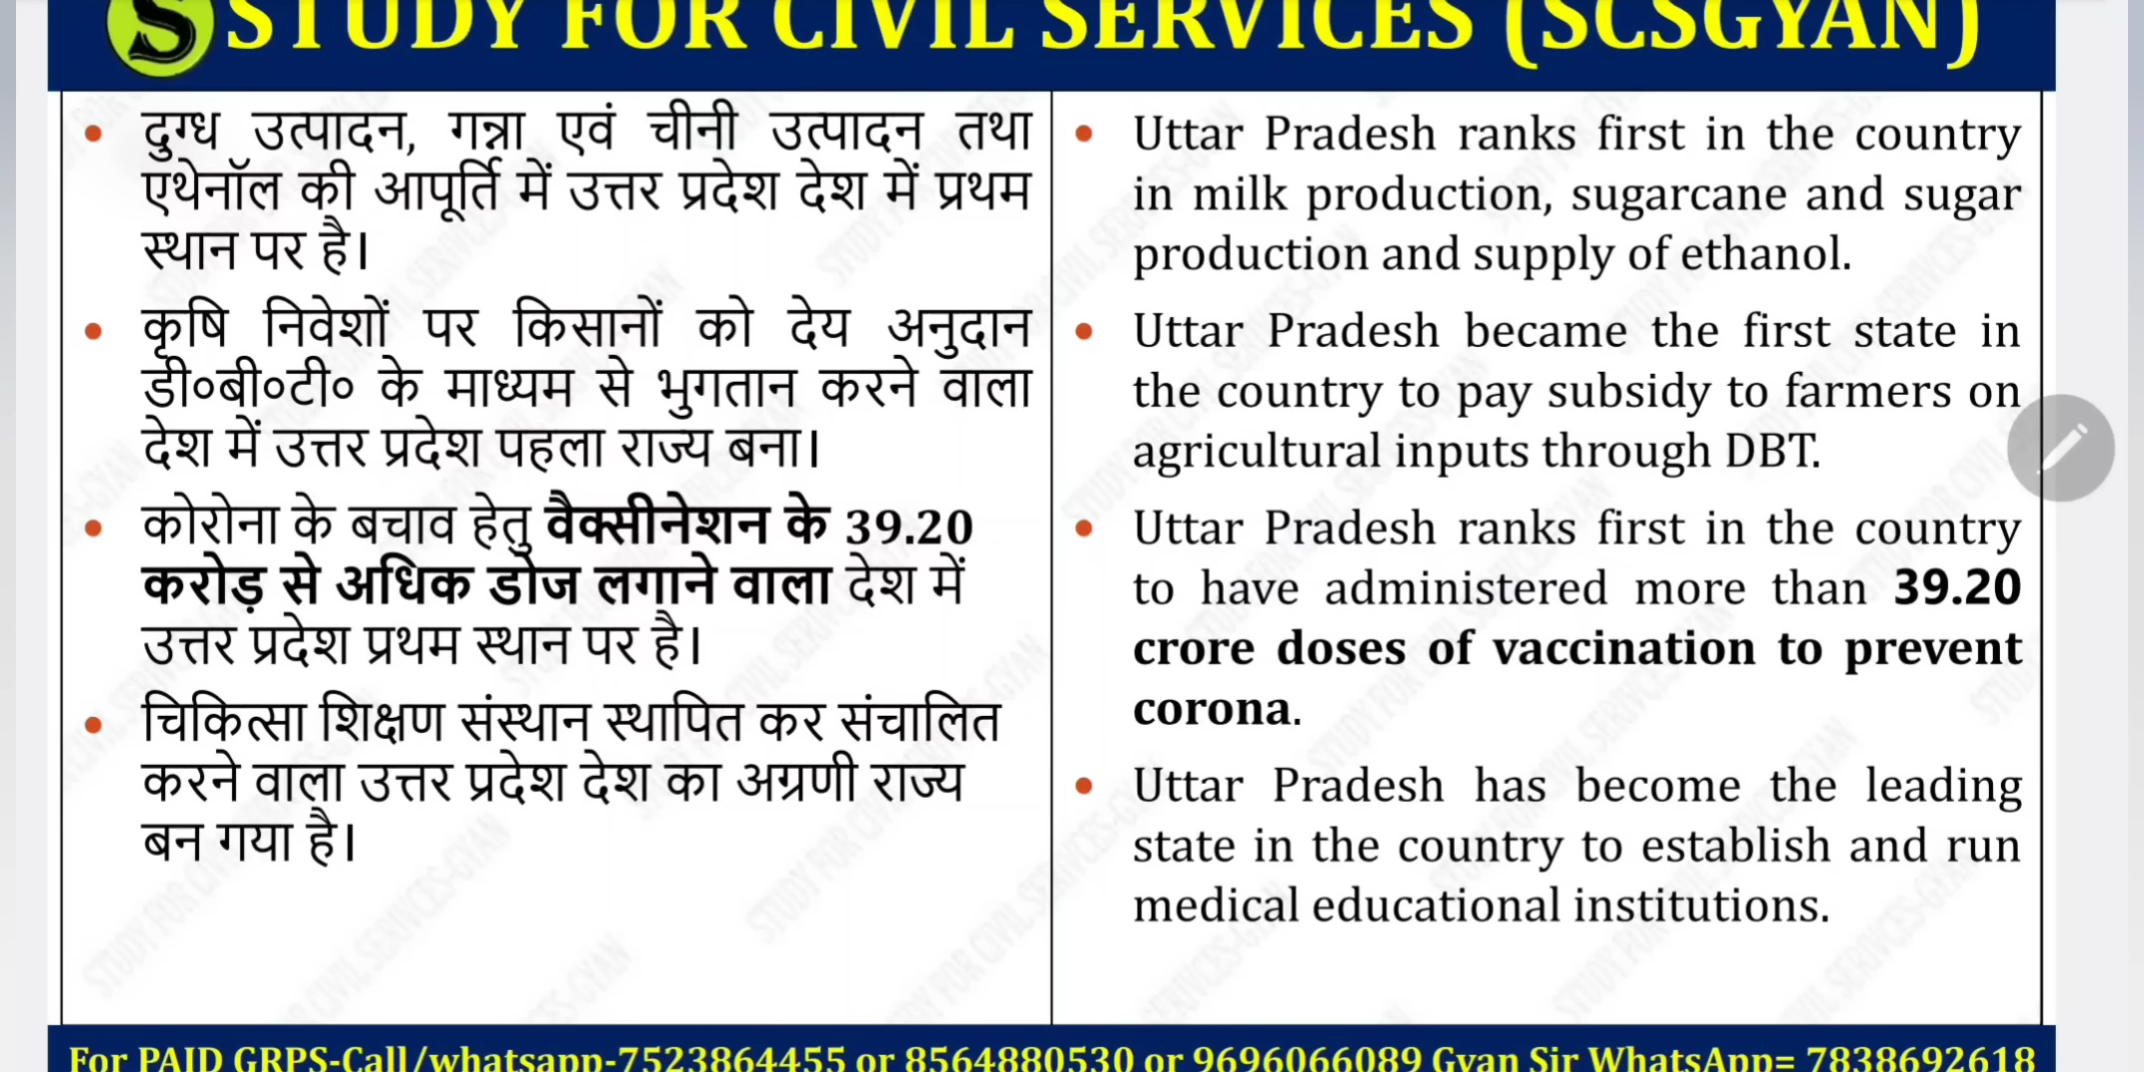 STUDY FOR CIVIL SERVICES (SCSGYAN)
• दुग्ध उत्पादन, गन्ना एवं चीनी उत्पादन तथा
एथेनॉल की आपूर्ति में उत्तर प्रदेश देश में प्रथम
स्थान पर है।
• कृषि निवेशों पर किसानों को देय अनुदान
डी०बी०टी० के माध्यम से भुगतान करने वाला
देश में उत्तर प्रदेश पहला राज्य बना।
• कोरोना के बचाव हेतु वैक्सीनेशन के 39.20
करोड़ से अधिक डोज लगाने वाला देश में
उत्तर प्रदेश प्रथम स्थान पर है।
• चिकित्सा शिक्षण संस्थान स्थापित कर संचालित
करने वाला उत्तर प्रदेश देश का अग्रणी राज्य
बन गया है।
• Uttar Pradesh ranks first in the country
in milk production, sugarcane and sugar
production and supply of ethanol.
• Uttar Pradesh became the first state in
the country to pay subsidy to farmers on
agricultural inputs through DBT.
• Uttar Pradesh ranks first in the country
to have administered more than 39.20
crore doses of vaccination to prevent
corona.
• Uttar Pradesh has become the leading
state in the country to establish and run
medical educational institutions.
For PAID GRPS-Call/whatsapp-7523864455 or 8564880530 or 9696066089 Gyan Sir WhatsApp= 7838692618